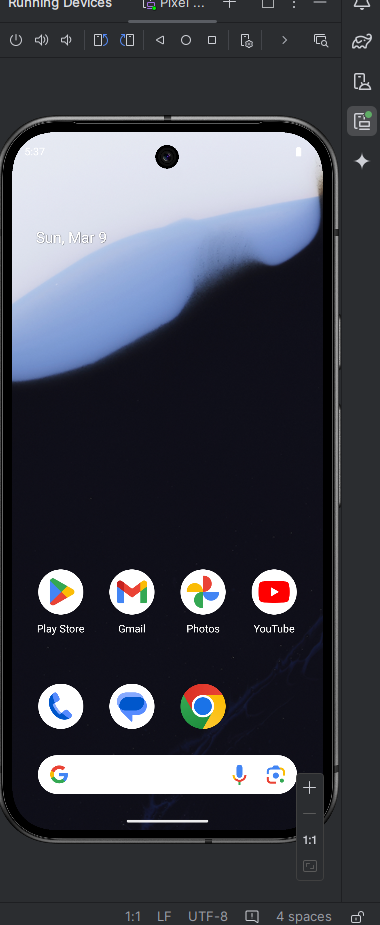 Running Devices
Pixel ...
5:37
Sun, Mar 9
Play Store
Gmail
Photos
YouTube
1:1
1:1
LF
UTF-8
4 spaces